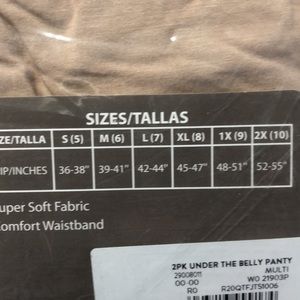 SIZES/TALLAS
ZE/TALLA S (5) M (6) L (7) XL (8) 1X (9) 2X (10)
IP/INCHES 36-38" 39-41" 42-44" 45-47" 48-51" 52-55"
uper Soft Fabric
omfort Waistband
2PK UNDER THE BELLY PANTY
29008011 MULTI
00-00 W0 21903P
R0 R20QTFJTS1006